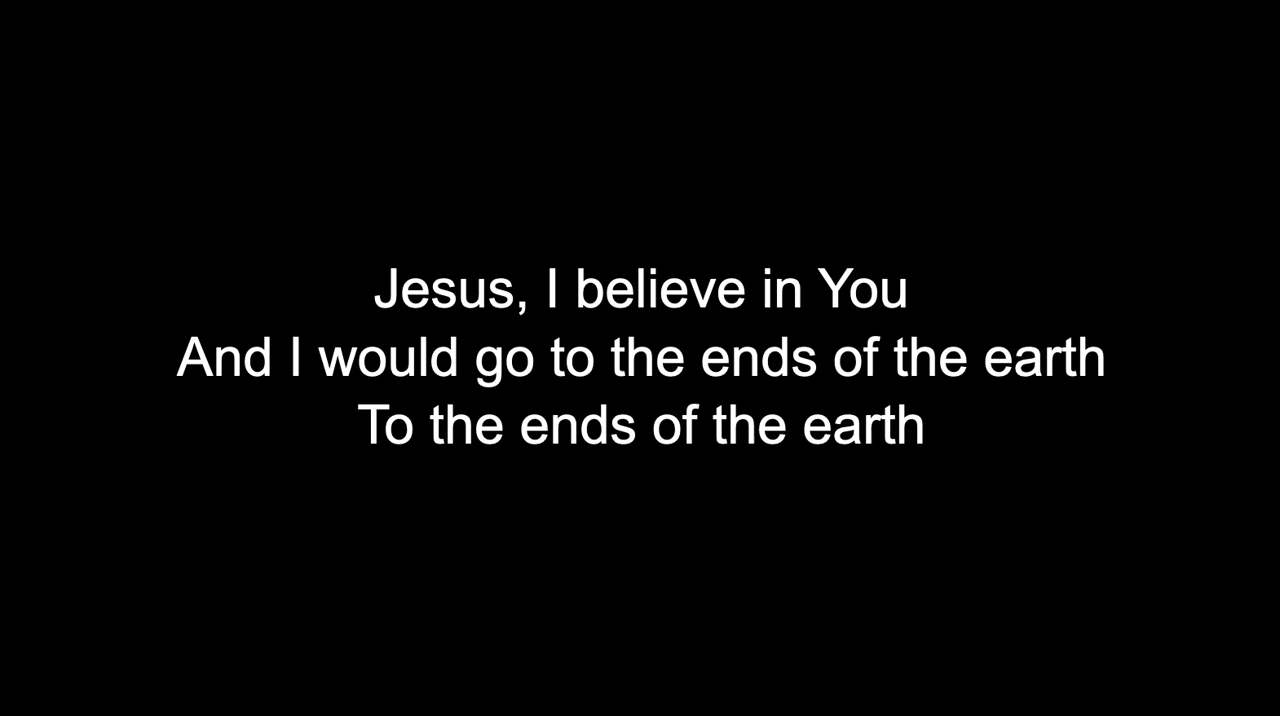 Jesus, I believe in You
And I would go to the ends of the earth
To the ends of the earth